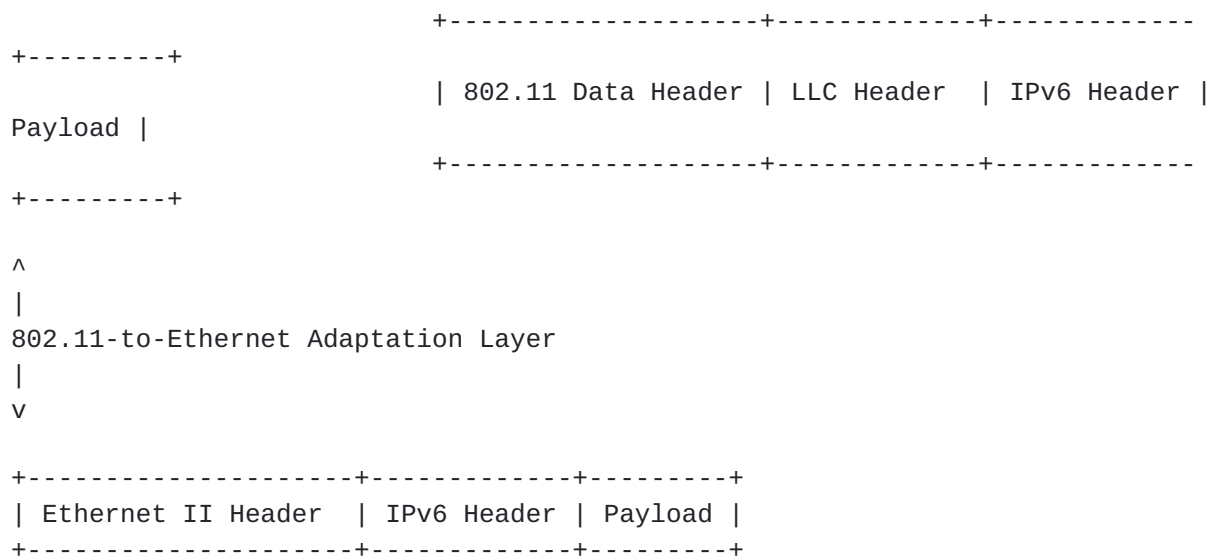 +--------------------+-------------+-------------
+---------+
| 802.11 Data Header | LLC Header  | IPv6 Header |
Payload |
+--------------------+-------------+-------------
+---------+
^
|
802.11-to-Ethernet Adaptation Layer
|
v
+---------------------+-------------+---------+
| Ethernet II Header  | IPv6 Header | Payload |
+---------------------+-------------+---------+